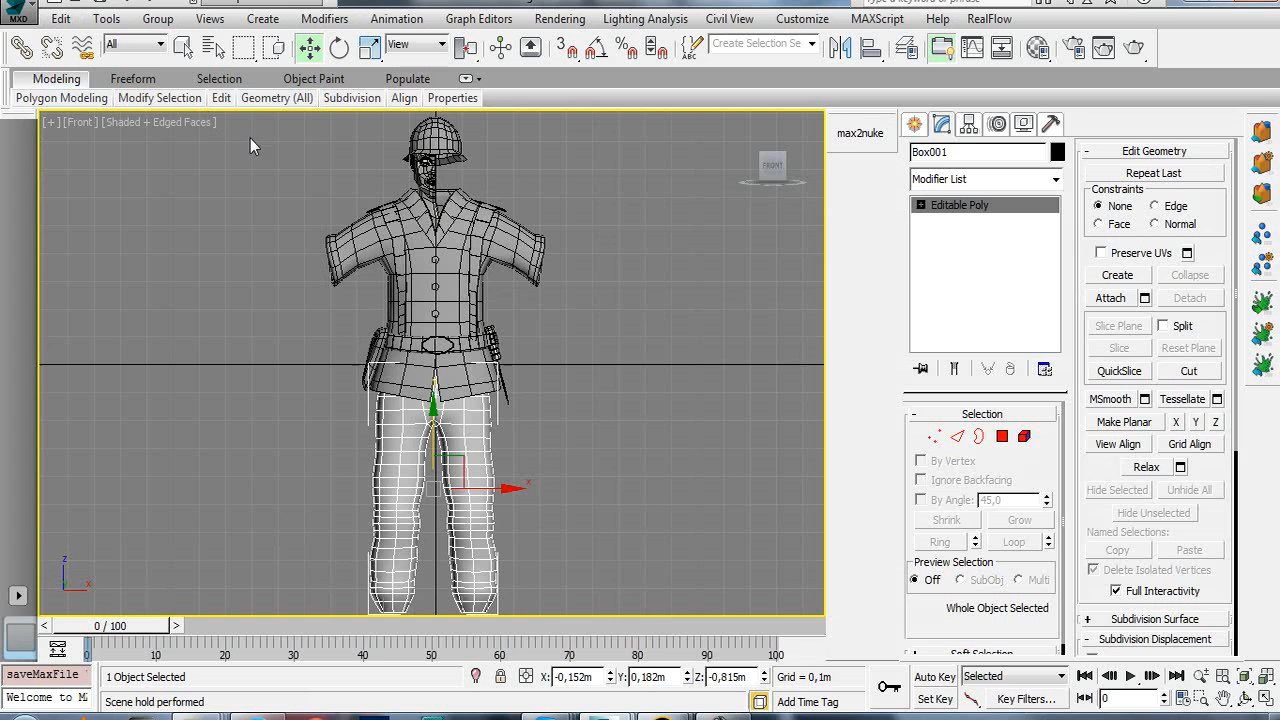 MXD
Edit Tools Group Views Create Modifiers Animation Graph Editors Rendering Lighting Analysis Civil View Customize MAXScript Help RealFlow
All View 3 ABC Create Selection Se
Modeling Freeform Selection Object Paint Populate
Polygon Modeling Modify Selection Edit Geometry (All) Subdivision Align Properties
[+] [Front] [Shaded + Edged Faces]
FRONT
x
z
x
max2nuke
Box001
Modifier List
Editable Poly
Selection
By Vertex
Ignore Backfacing
By Angle: 45,0
Shrink Grow
Ring Loop
Preview Selection
Off SubObj Multi
Whole Object Selected
Edit Geometry
Repeat Last
Constraints
None Edge
Face Normal
Preserve UVs
Create Collapse
Attach Detach
Slice Plane Split
Slice Reset Plane
QuickSlice Cut
MSmooth Tessellate
Make Planar X Y Z
View Align Grid Align
Relax
Hide Selected Unhide All
Hide Unselected
Named Selections:
Copy Paste
Delete Isolated Vertices
Full Interactivity
Subdivision Surface
Subdivision Displacement
< 0 / 100 >
0 10 20 30 40 50 60 70 80 90 100
saveMaxFile '
Welcome to M
1 Object Selected
X: -0,152m Y: 0,182m Z: -0,815m Grid = 0,1m
Scene hold performed
Add Time Tag
Auto Key Selected
Set Key Key Filters...
0